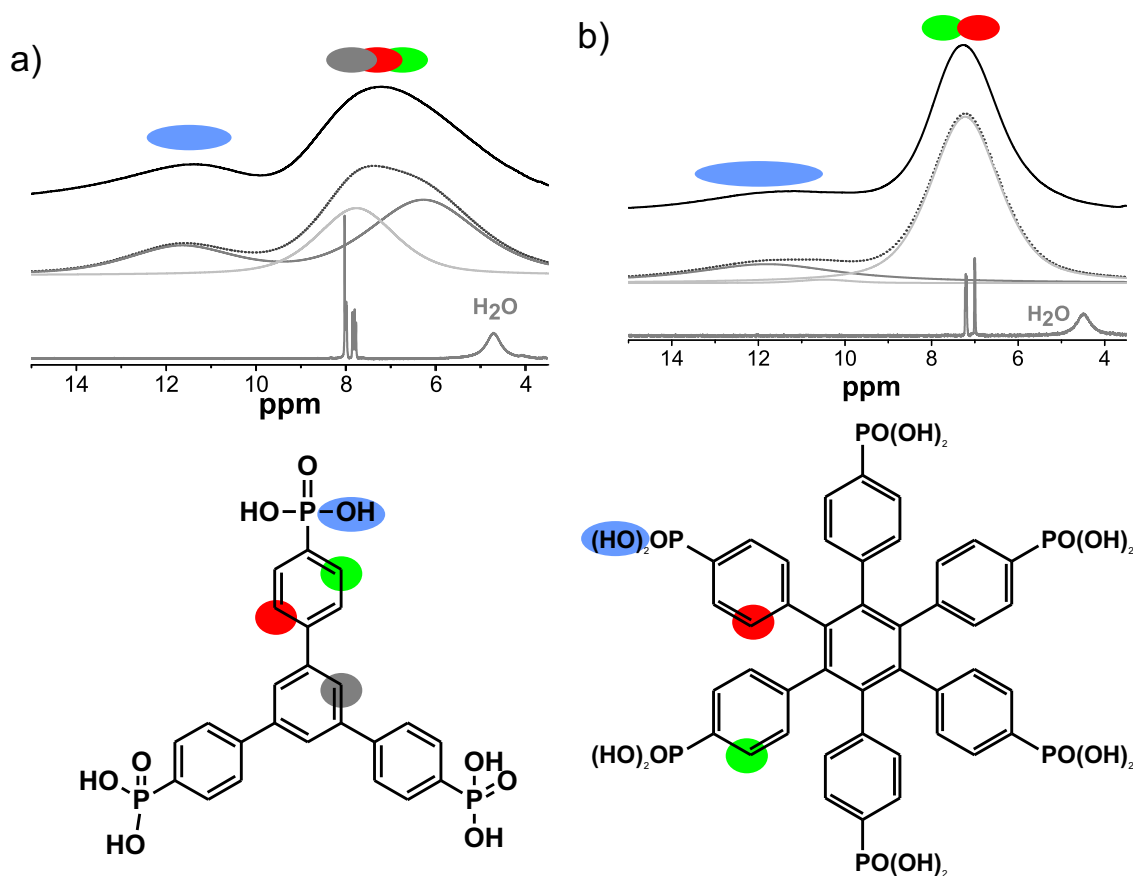 a)
H₂O
14 12 10 8 6 4
ppm
b)
H₂O
14 12 10 8 6 4
ppm
O
HO P OH
O
HO P
HO
OH
P O
OH
PO(OH)₂
(HO)₂OP
PO(OH)₂
(HO)₂OP
PO(OH)₂
PO(OH)₂